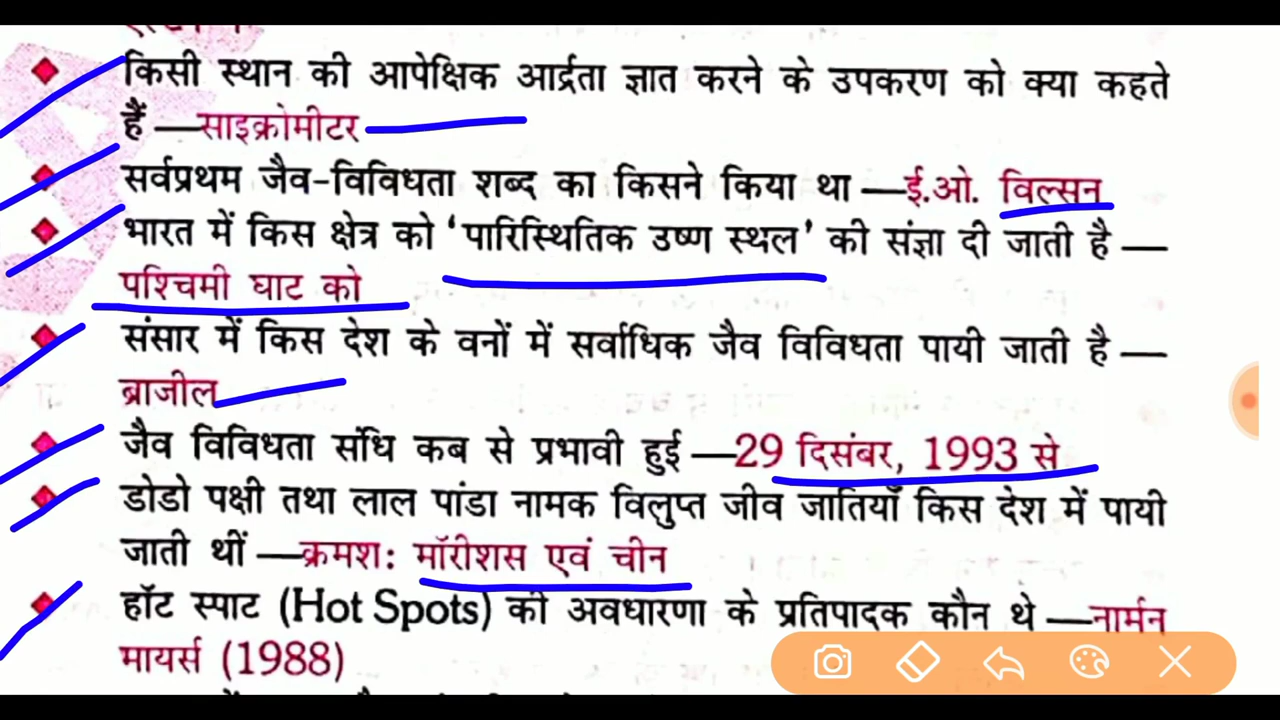 किसी स्थान की आपेक्षिक आर्द्रता ज्ञात करने के उपकरण को क्या कहते
हैं —साइक्रोमीटर
सर्वप्रथम जैव-विविधता शब्द का किसने किया था —ई.ओ. विल्सन
भारत में किस क्षेत्र को ‘पारिस्थितिक उष्ण स्थल’ की संज्ञा दी जाती है —
पश्चिमी घाट को
संसार में किस देश के वनों में सर्वाधिक जैव विविधता पायी जाती है —
ब्राजील
जैव विविधता संधि कब से प्रभावी हुई —29 दिसंबर, 1993 से
डोडो पक्षी तथा लाल पांडा नामक विलुप्त जीव जातियाँ किस देश में पायी
जाती थीं —क्रमश: मॉरीशस एवं चीन
हॉट स्पाट (Hot Spots) की अवधारणा के प्रतिपादक कौन थे —नार्मन
मायर्स (1988)